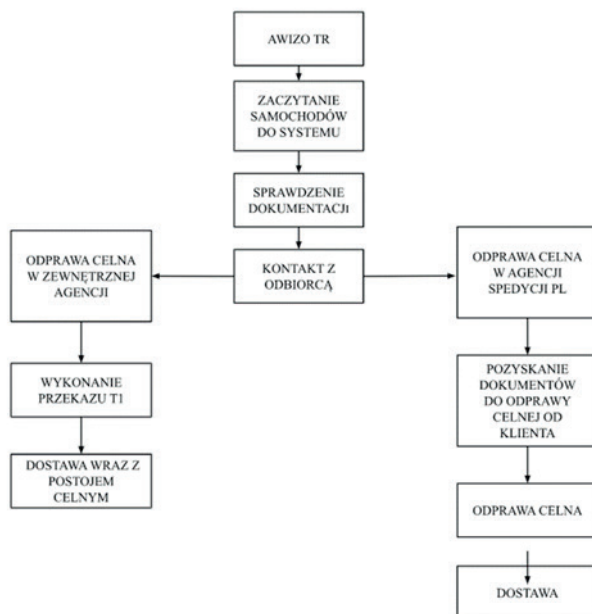 AWIZO TR
ZACZYTANIE
SAMOCHODÓW
DO SYSTEMU
SPRAWDZENIE
DOKUMENTACJI
KONTAKT Z
ODBIORCĄ
ODPRAWA CELNA
W ZEWNĘTRZNEJ
AGENCJI
WYKONANIE
PRZEKAZU T1
DOSTAWA WRAZ Z
POSTOJEM
CELNYM
ODPRAWA CELNA
W AGENCJI
SPEDYCJI PL
POZYSKANIE
DOKUMENTÓW
DO ODPRAWY
CELNEJ OD
KLIENTA
ODPRAWA CELNA
DOSTAWA